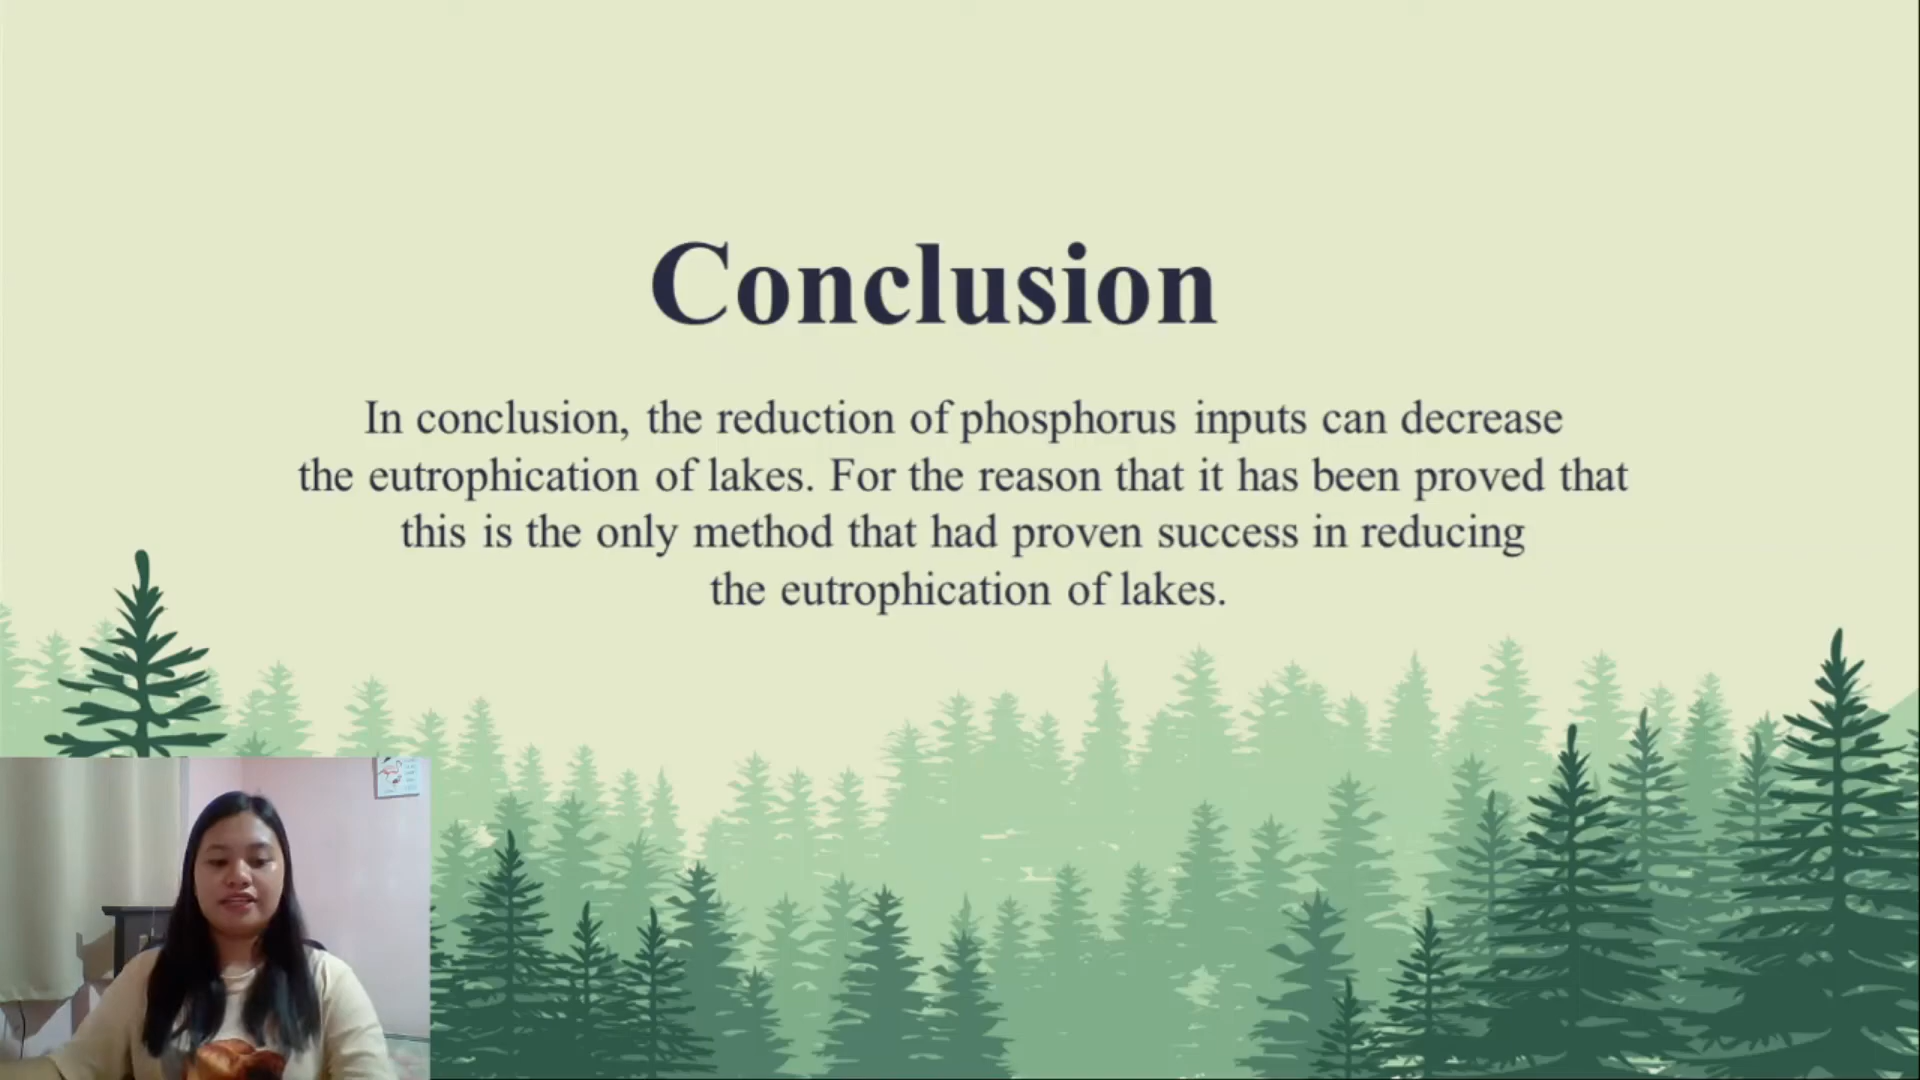 Conclusion
In conclusion, the reduction of phosphorus inputs can decrease
the eutrophication of lakes. For the reason that it has been proved that
this is the only method that had proven success in reducing
the eutrophication of lakes.